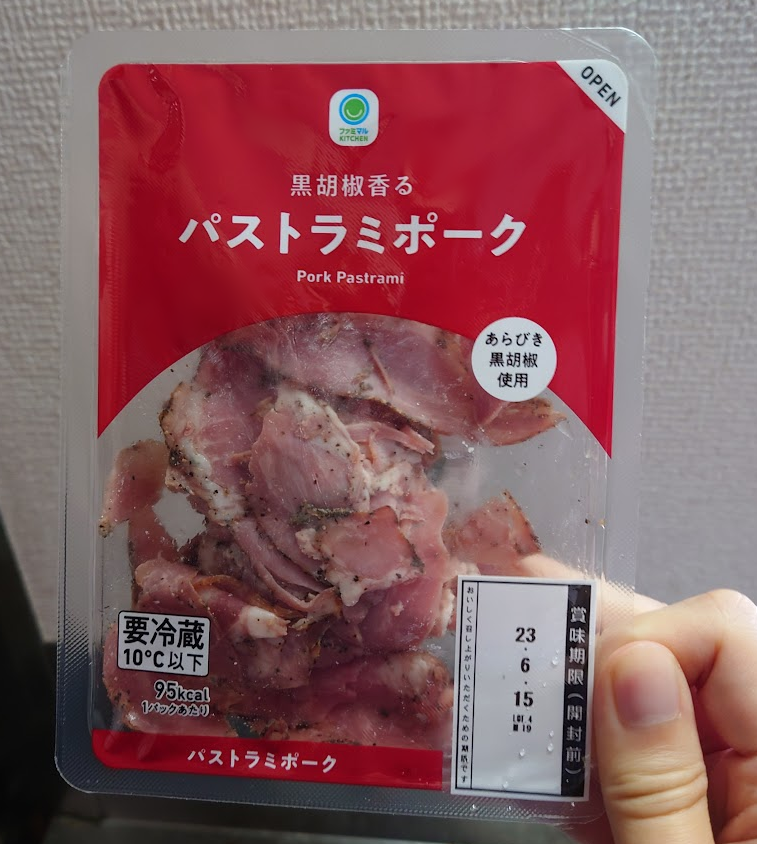 OPEN
ファミマル
KITCHEN
黒胡椒香る
パストラミポーク
Pork Pastrami
あらびき
黒胡椒
使用
要冷蔵
10°C以下
95kcal
1パックあたり
パストラミポーク
賞味期限(開封前)
23.6.15
LOT 4
おいしく召し上がりいただくための期限です